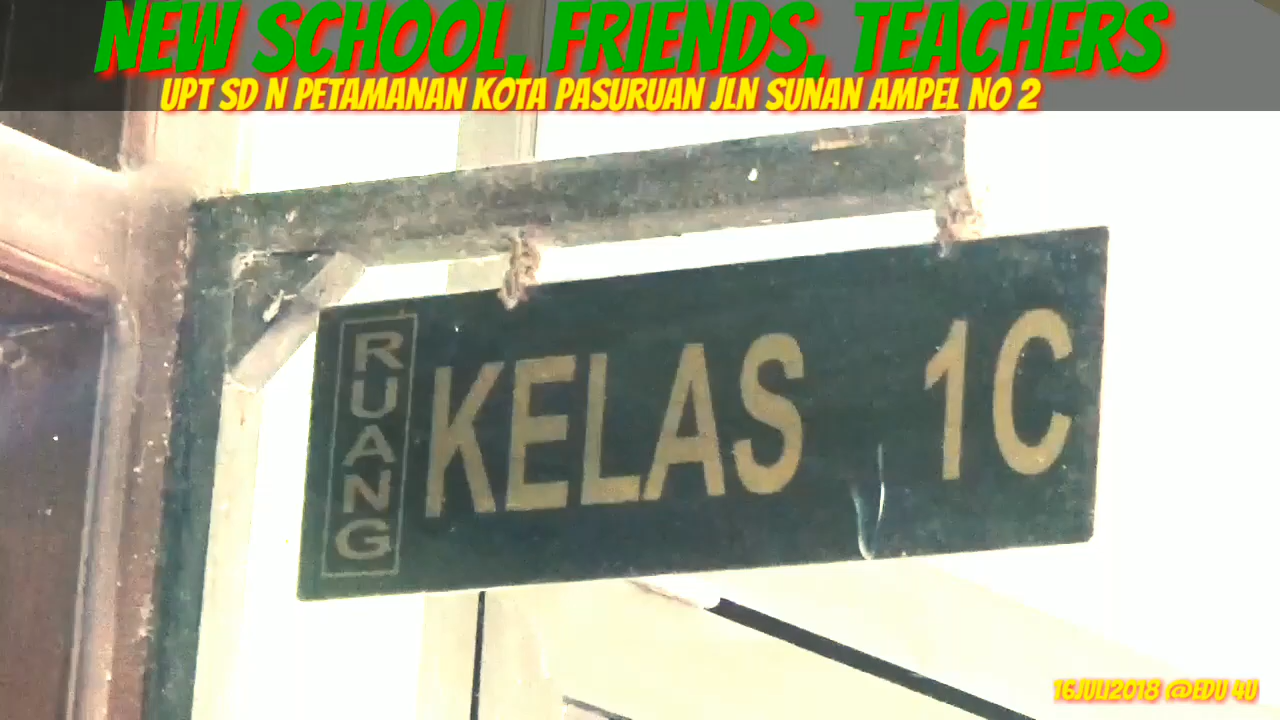 NEW SCHOOL, FRIENDS, TEACHERS
UPT SD N PETAMANAN KOTA PASURUAN JLN SUNAN AMPEL NO 2
RUANG
KELAS 1C
16JULI2018 @EDU 4U